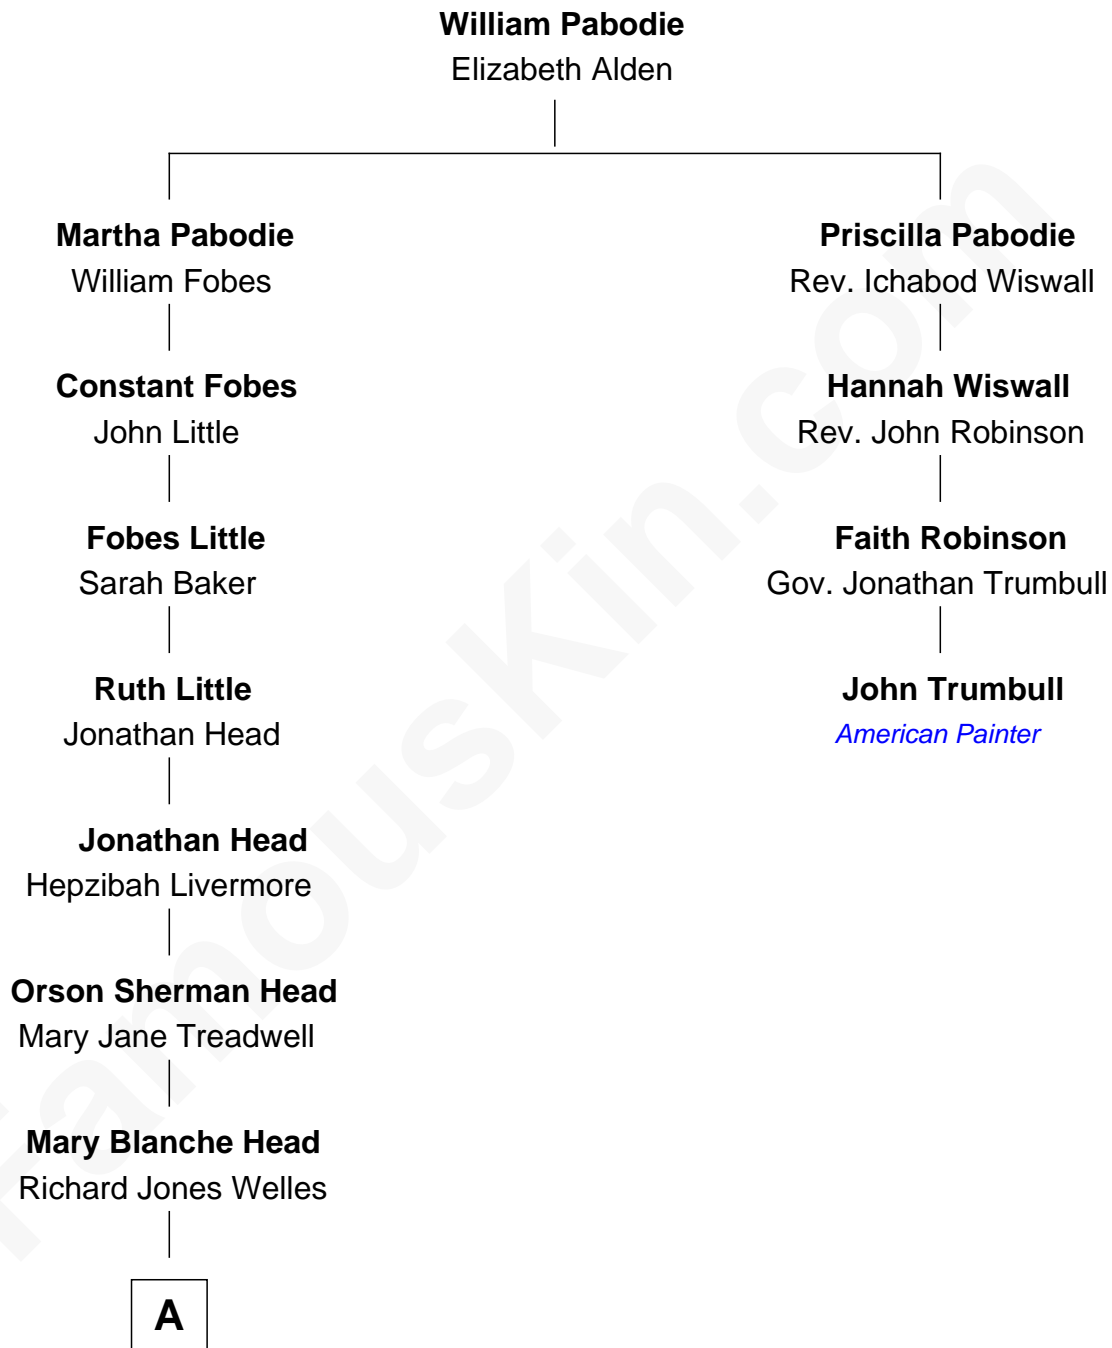 William Pabodie
Elizabeth Alden
Martha Pabodie
William Fobes
Priscilla Pabodie
Rev. Ichabod Wiswall
Constant Fobes
John Little
Hannah Wiswall
Rev. John Robinson
Fobes Little
Sarah Baker
Faith Robinson
Gov. Jonathan Trumbull
Ruth Little
Jonathan Head
John Trumbull
American Painter
Jonathan Head
Hepzibah Livermore
Orson Sherman Head
Mary Jane Treadwell
Mary Blanche Head
Richard Jones Welles
A
FamousKin.com